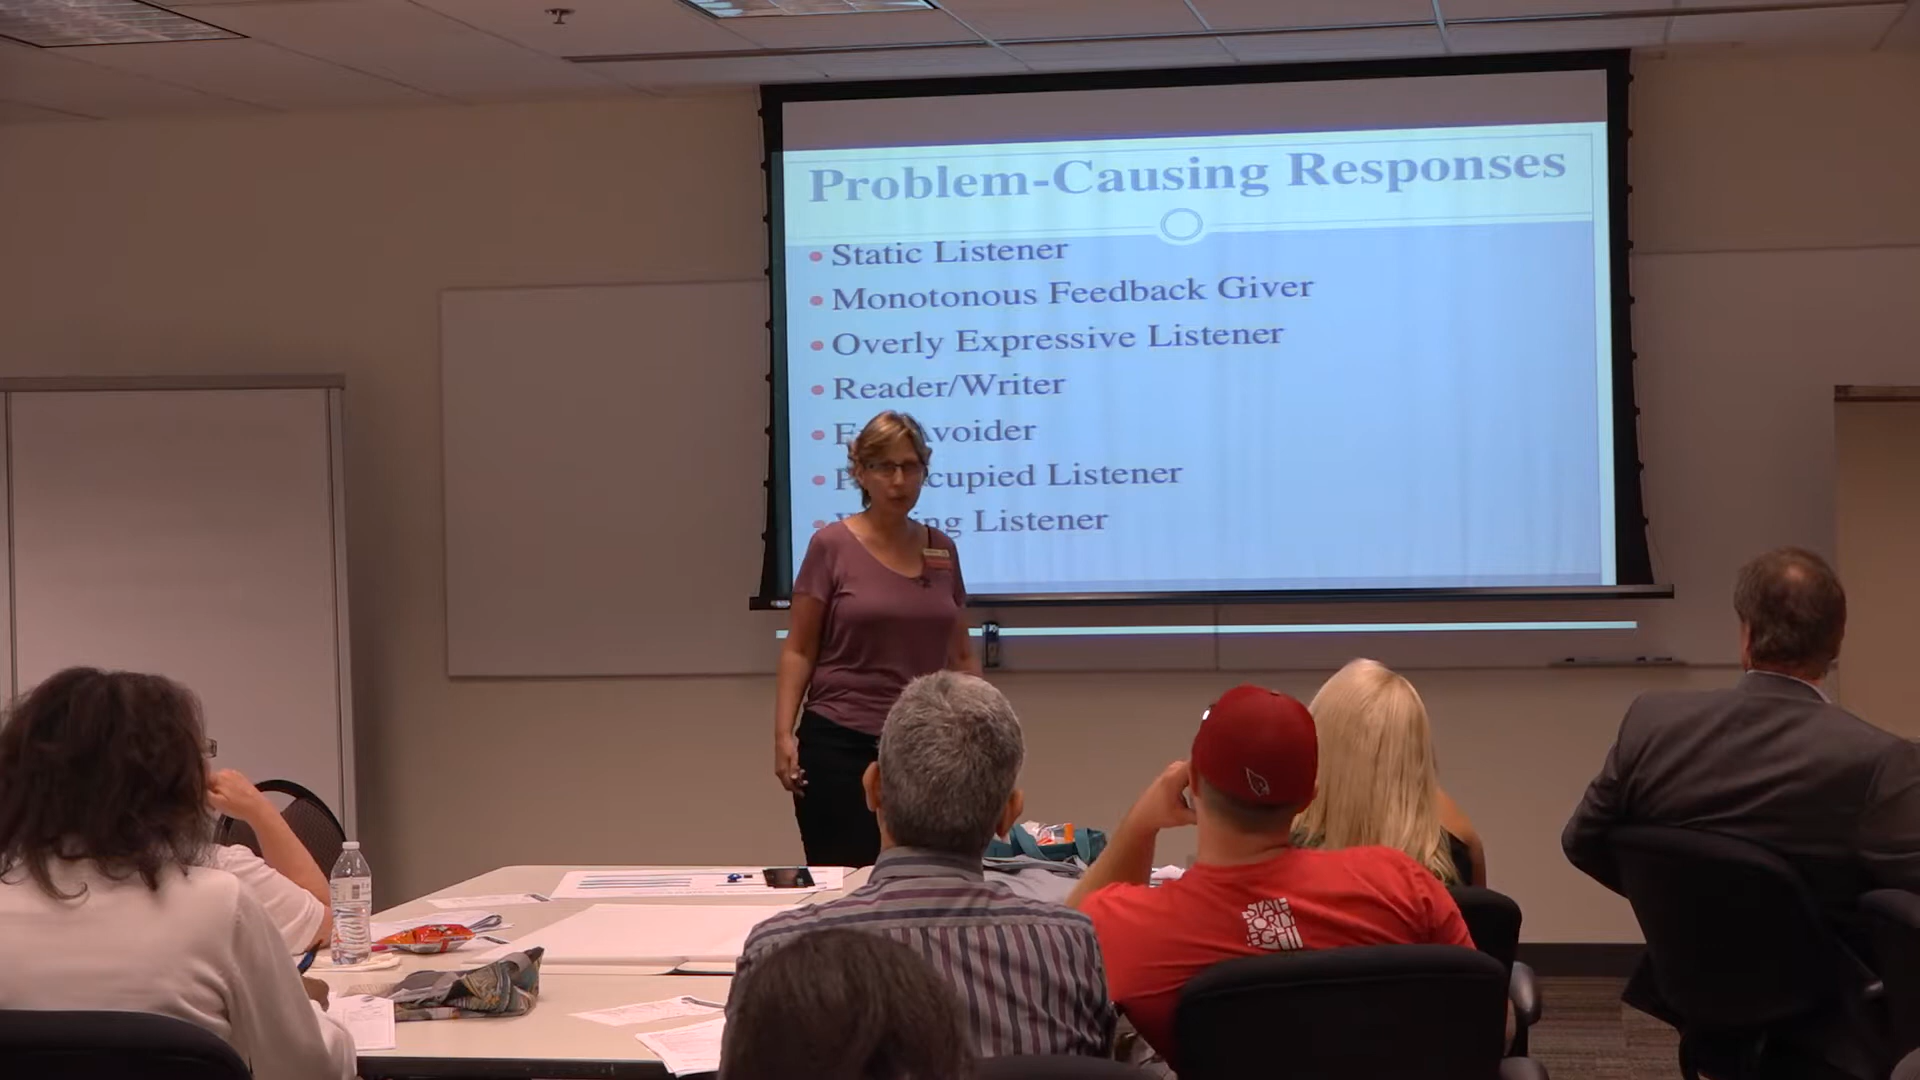 Problem-Causing Responses
Static Listener
Monotonous Feedback Giver
Overly Expressive Listener
Reader/Writer
Avoider
Listener
Listener